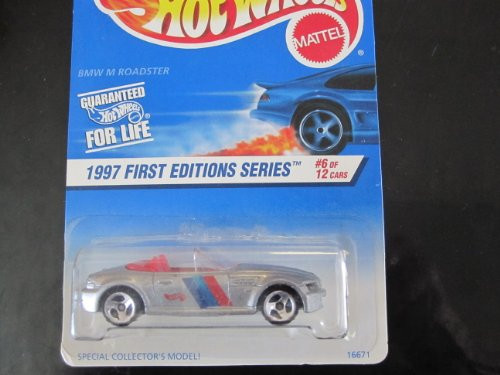 HOT WHEELS
MATTEL
BMW M ROADSTER
GUARANTEED
Hot Wheels
FOR LIFE
1997 FIRST EDITIONS SERIES™
#6 OF
12 CARS
SPECIAL COLLECTOR'S MODEL!
16671